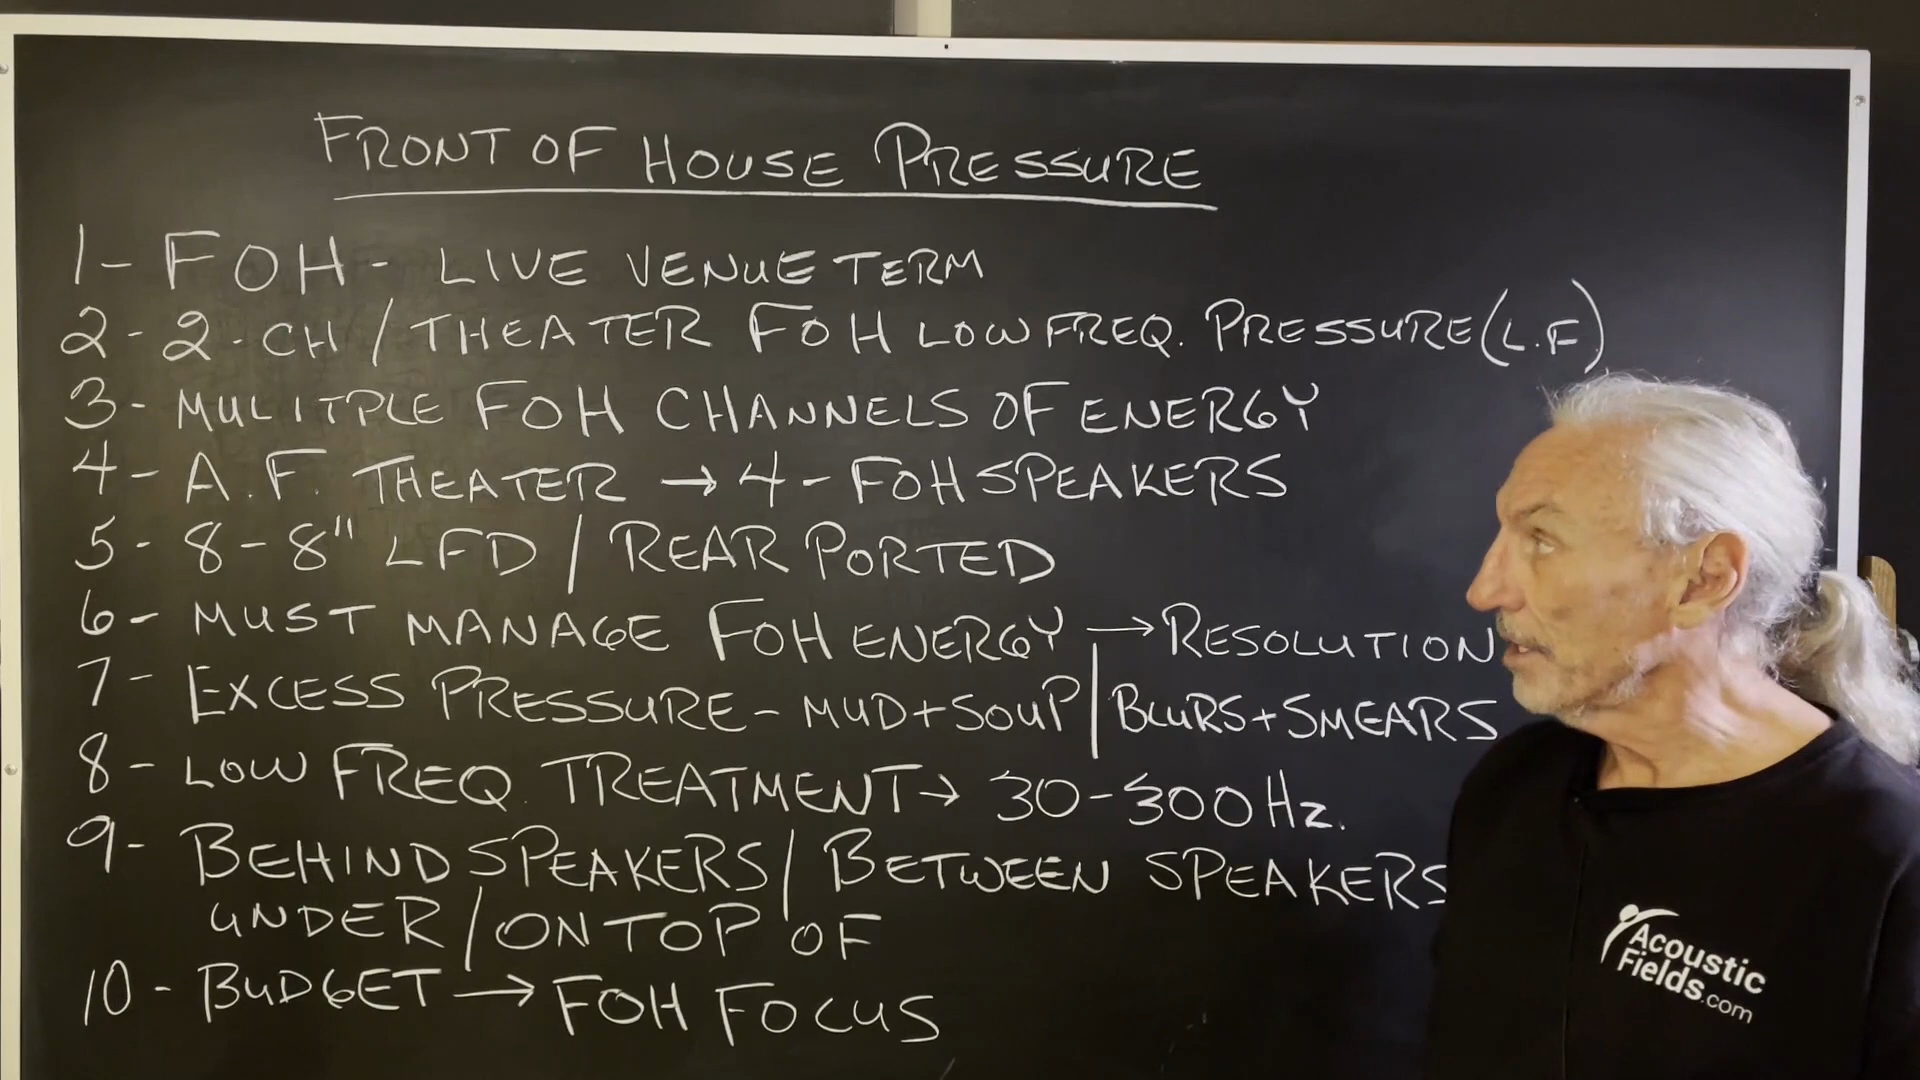 FRONT OF HOUSE PRESSURE
1- FOH- LIVE VENUE TERM
2- 2-CH / THEATER FOH LOW FREQ. PRESSURE (L.F)
3- MULITPLE FOH CHANNELS OF ENERGY
4- A.F. THEATER → 4- FOH SPEAKERS
5- 8-8" LFD / REAR PORTED
6- MUST MANAGE FOH ENERGY → RESOLUTION
7- EXCESS PRESSURE- MUD+SOUP | BLURS+SMEARS
8- LOW FREQ. TREATMENT → 30-300Hz.
9- BEHIND SPEAKERS / BETWEEN SPEAKERS
UNDER / ON TOP OF
10- BUDGET → FOH FOCUS
Acoustic
Fields.com